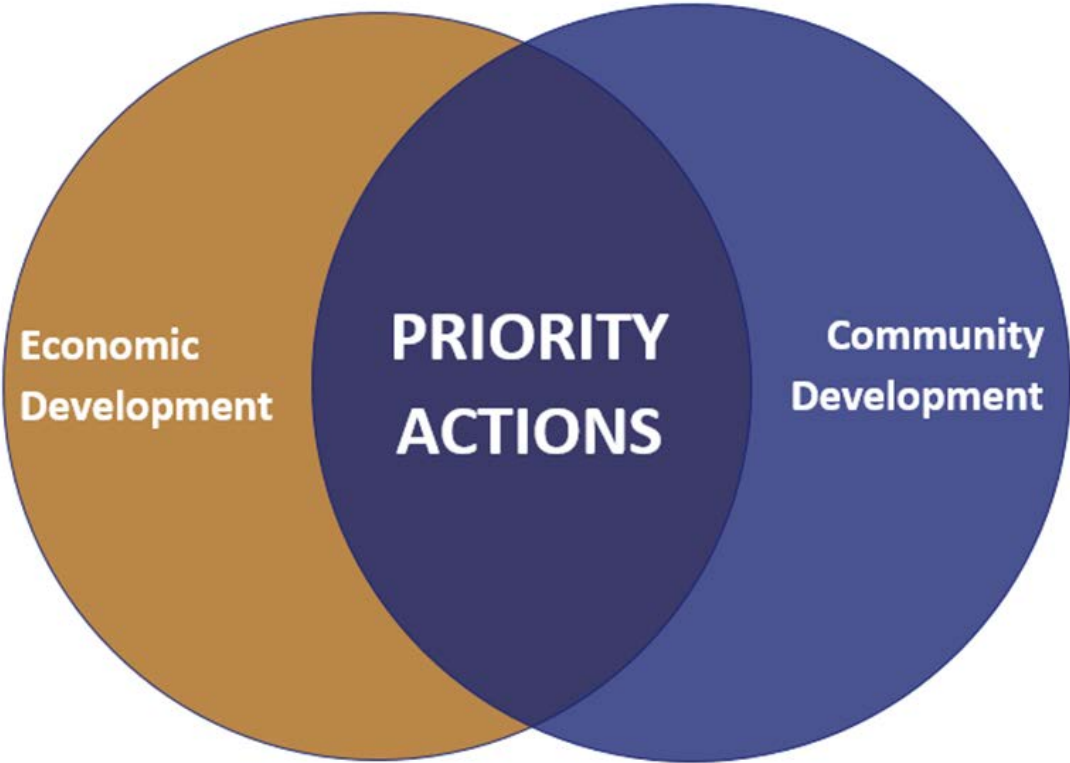 Economic
Development
PRIORITY
ACTIONS
Community
Development